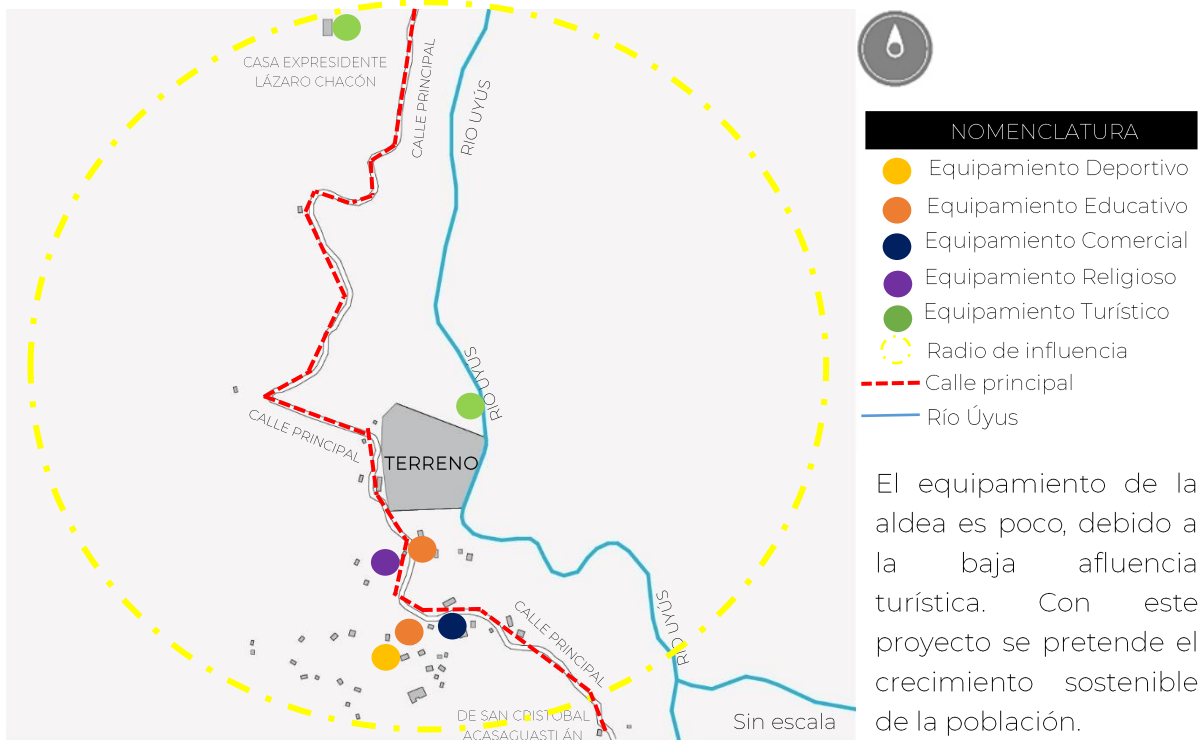 CASA EXPRESIDENTE
LÁZARO CHACÓN
CALLE PRINCIPAL
RIO UYÚS
RIO UYÚS
CALLE PRINCIPAL
TERRENO
CALLE PRINCIPAL
RIO UYÚS
DE SAN CRISTOBAL
ACASAGUASTLÁN
Sin escala
NOMENCLATURA
Equipamiento Deportivo
Equipamiento Educativo
Equipamiento Comercial
Equipamiento Religioso
Equipamiento Turístico
Radio de influencia
Calle principal
Río Úyus
El equipamiento de la
aldea es poco, debido a
la baja afluencia
turística. Con este
proyecto se pretende el
crecimiento sostenible
de la población.